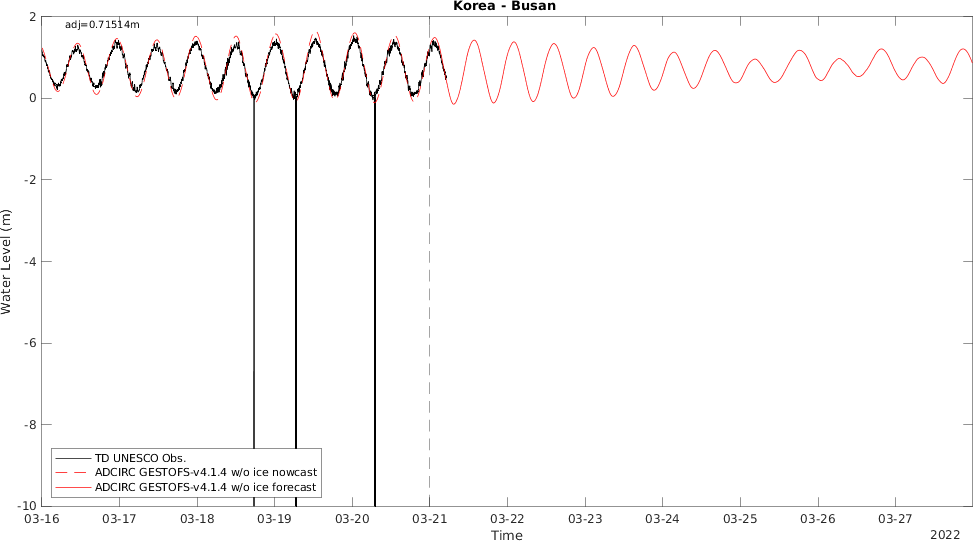 Korea - Busan
adj=0.71514m
2
0
-2
-4
-6
-8
-10
Water Level (m)
TD UNESCO Obs.
ADCIRC GESTOFS-v4.1.4 w/o ice nowcast
ADCIRC GESTOFS-v4.1.4 w/o ice forecast
03-16 03-17 03-18 03-19 03-20 03-21 03-22 03-23 03-24 03-25 03-26 03-27
Time
2022